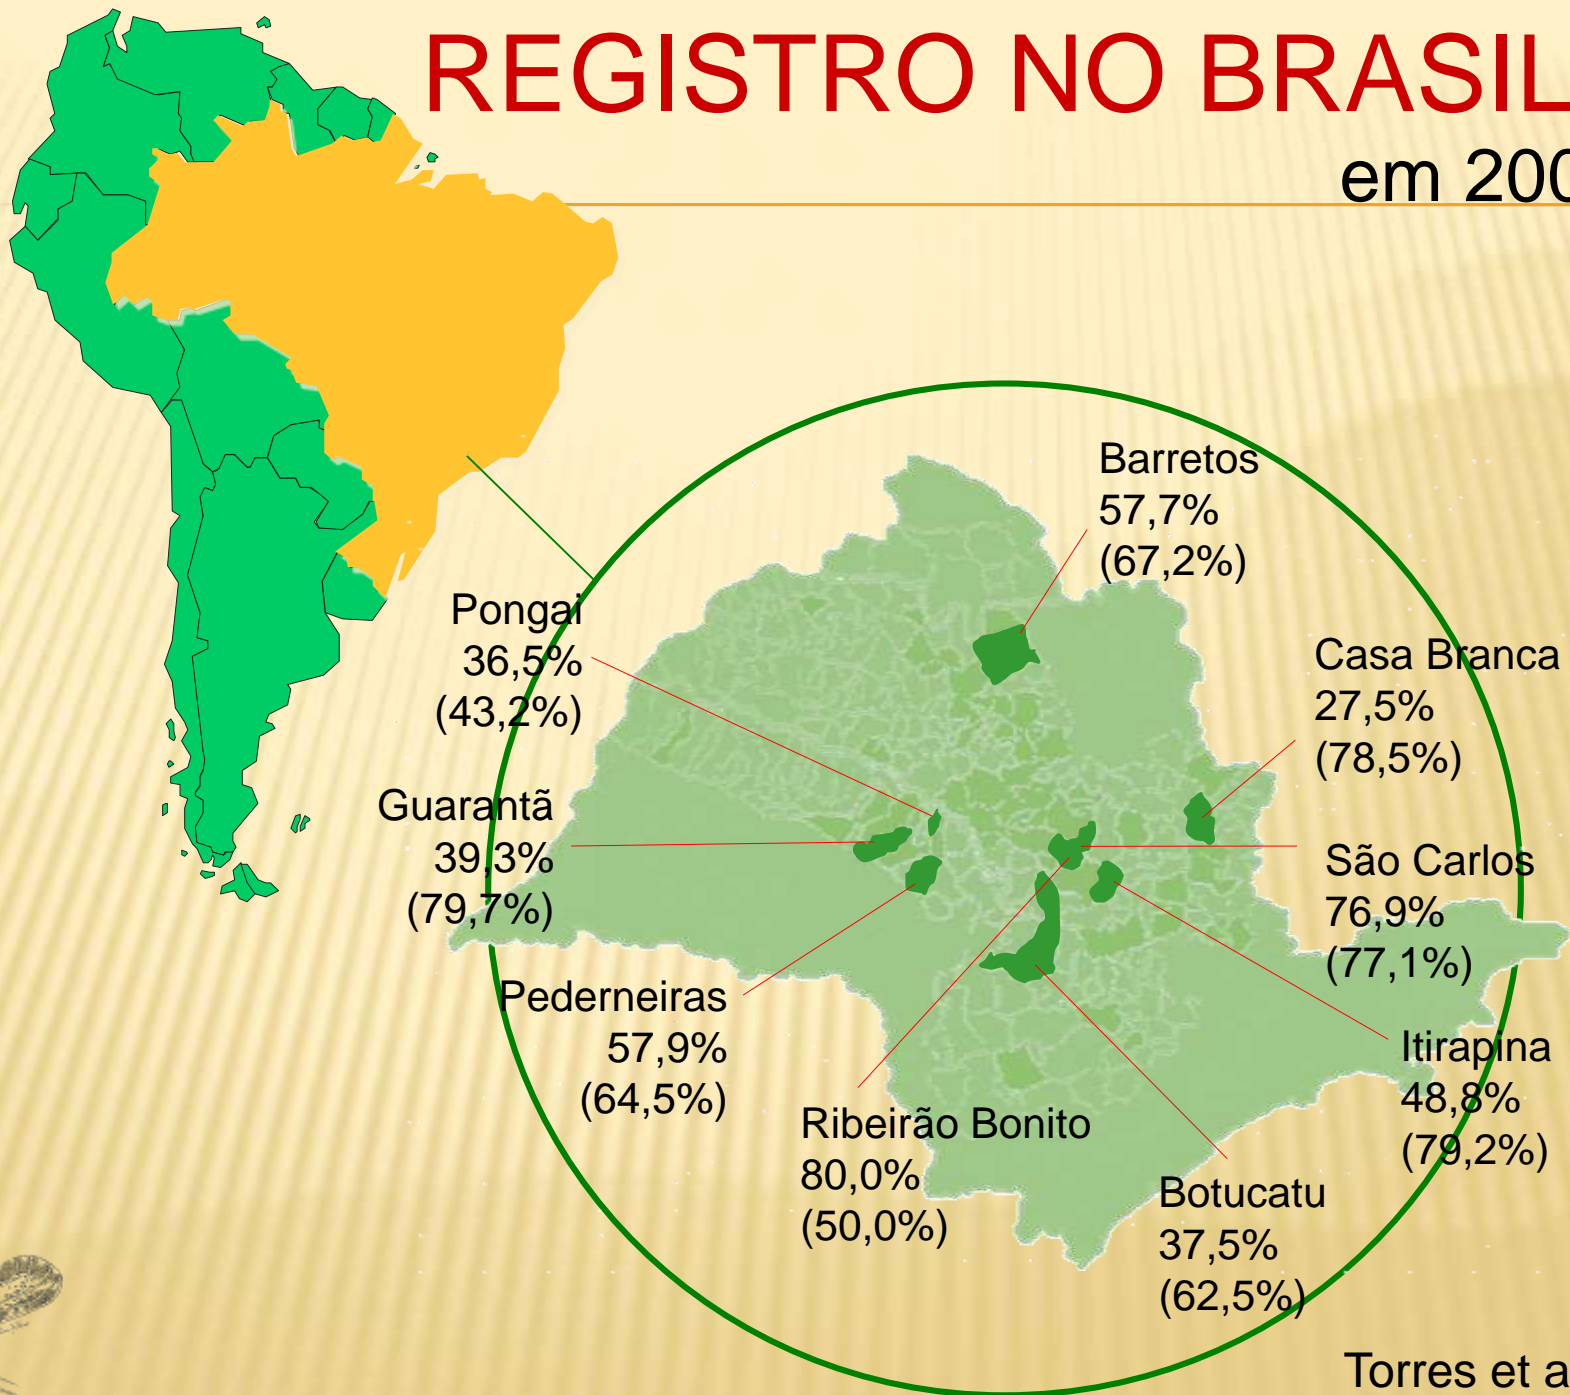 REGISTRO NO BRASIL
em 200
Barretos
57,7%
(67,2%)
Pongai
36,5%
(43,2%)
Casa Branca
27,5%
(78,5%)
Guarantã
39,3%
(79,7%)
São Carlos
76,9%
(77,1%)
Pederneiras
57,9%
(64,5%)
Itirapina
48,8%
(79,2%)
Ribeirão Bonito
80,0%
(50,0%)
Botucatu
37,5%
(62,5%)
Torres et a